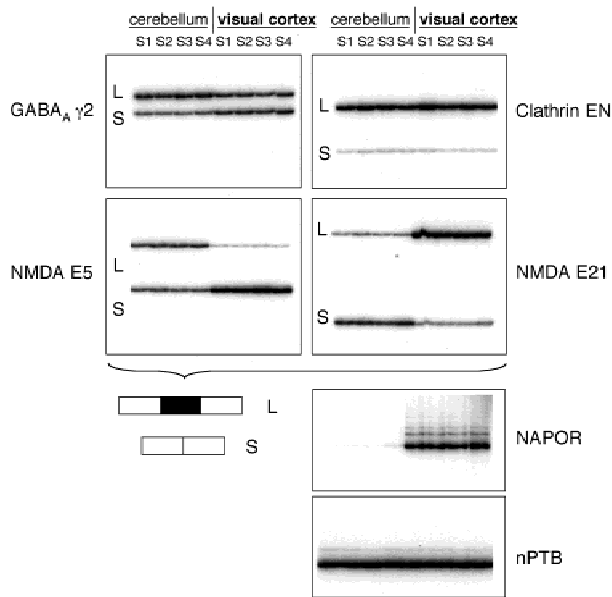 cerebellum visual cortex cerebellum visual cortex
S1 S2 S3 S4 S1 S2 S3 S4 S1 S2 S3 S4 S1 S2 S3 S4
GABA_A γ2
L
S
L
S
Clathrin EN
NMDA E5
L
S
L
S
NMDA E21
L
S
NAPOR
nPTB